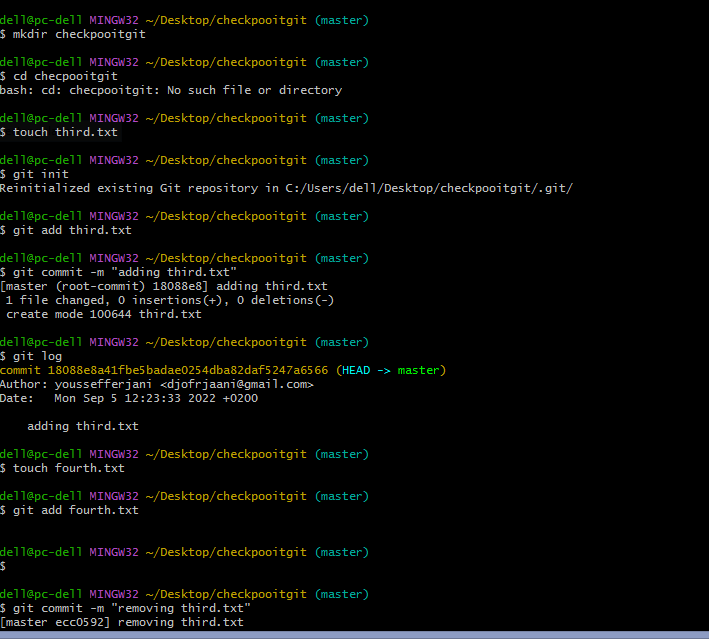 dell@pc-dell MINGW32 ~/Desktop/checkpooitgit (master)
$ mkdir checkpooitgit
dell@pc-dell MINGW32 ~/Desktop/checkpooitgit (master)
$ cd checpooitgit
bash: cd: checpooitgit: No such file or directory
dell@pc-dell MINGW32 ~/Desktop/checkpooitgit (master)
$ touch third.txt
dell@pc-dell MINGW32 ~/Desktop/checkpooitgit (master)
$ git init
Reinitialized existing Git repository in C:/Users/dell/Desktop/checkpooitgit/.git/
dell@pc-dell MINGW32 ~/Desktop/checkpooitgit (master)
$ git add third.txt
dell@pc-dell MINGW32 ~/Desktop/checkpooitgit (master)
$ git commit -m "adding third.txt"
[master (root-commit) 18088e8] adding third.txt
 1 file changed, 0 insertions(+), 0 deletions(-)
 create mode 100644 third.txt
dell@pc-dell MINGW32 ~/Desktop/checkpooitgit (master)
$ git log
commit 18088e8a41fbe5badae0254dba82daf5247a6566 (HEAD -> master)
Author: youssefferjani <djofrjaani@gmail.com>
Date:   Mon Sep 5 12:23:33 2022 +0200
    adding third.txt
dell@pc-dell MINGW32 ~/Desktop/checkpooitgit (master)
$ touch fourth.txt
dell@pc-dell MINGW32 ~/Desktop/checkpooitgit (master)
$ git add fourth.txt
dell@pc-dell MINGW32 ~/Desktop/checkpooitgit (master)
$
dell@pc-dell MINGW32 ~/Desktop/checkpooitgit (master)
$ git commit -m "removing third.txt"
[master ecc0592] removing third.txt